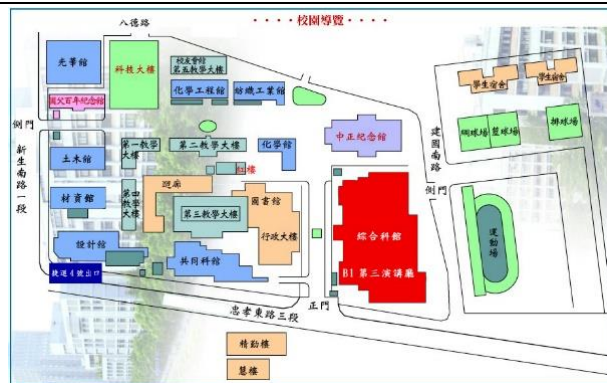 八德路
‧‧‧‧校園導覽‧‧‧‧
光華館
科技大樓
校友會館
第五教學大樓
學生宿舍
學生宿舍
國父百年紀念館
化學工程館
紡織工業館
側門
新生南路一段
土木館
第一教學大樓
第二教學大樓
化學館
中正紀念館
建國南路
網球場
籃球場
排球場
紅樓
材資館
第四教學大樓
迴廊
圖書館
側門
第三教學大樓
設計館
共同科館
行政大樓
綜合科館
運動場
捷運4號出口
B1 第三演講廳
忠孝東路三段
正門
精勤樓
慧樓